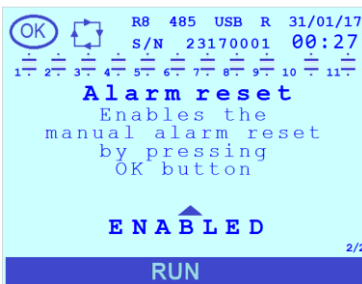 OK R8 485 USB R 31/01/17
S/N 23170001 00:27
1 2 3 4 5 6 7 8 9 10 11
Alarm reset
Enables the
manual alarm reset
by pressing
OK button
ENABLED
2/2
RUN